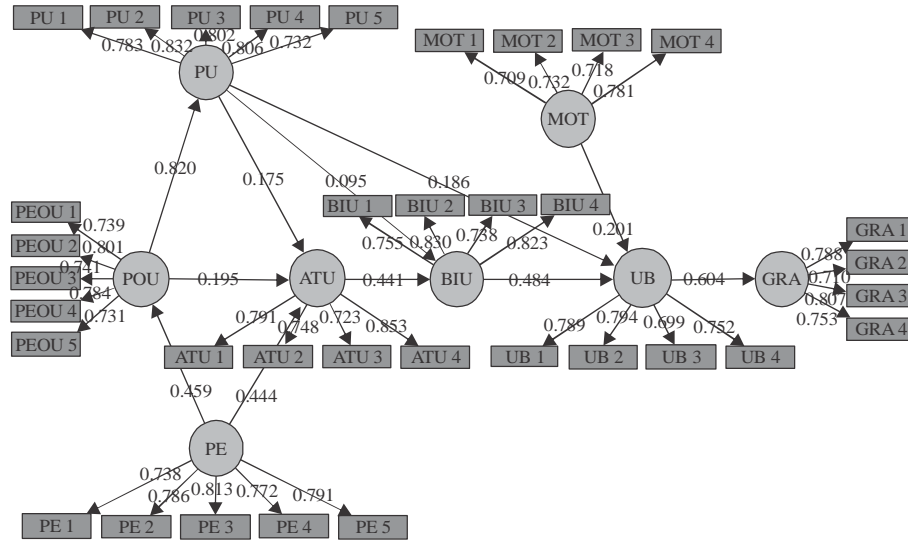 PU 1 PU 2 PU 3 PU 4 PU 5
0.783 0.832 0.802 0.806 0.732
PU
MOT 1 MOT 2 MOT 3 MOT 4
0.709 0.732 0.718 0.781
MOT
0.820 0.175 0.095 0.186
BIU 1 BIU 2 BIU 3 BIU 4
0.755 0.830 0.738 0.823
0.201
PEOU 1
PEOU 2
PEOU 3
PEOU 4
PEOU 5
0.739
0.801
0.741
0.784
0.731
POU 0.195 ATU 0.441 BIU 0.484 UB 0.604 GRA
GRA 1
GRA 2
GRA 3
GRA 4
0.788
0.710
0.807
0.753
0.791 0.748 0.723 0.853
ATU 1 ATU 2 ATU 3 ATU 4
0.789 0.794 0.699 0.752
UB 1 UB 2 UB 3 UB 4
0.459 0.444
PE
0.738 0.786 0.813 0.772 0.791
PE 1 PE 2 PE 3 PE 4 PE 5